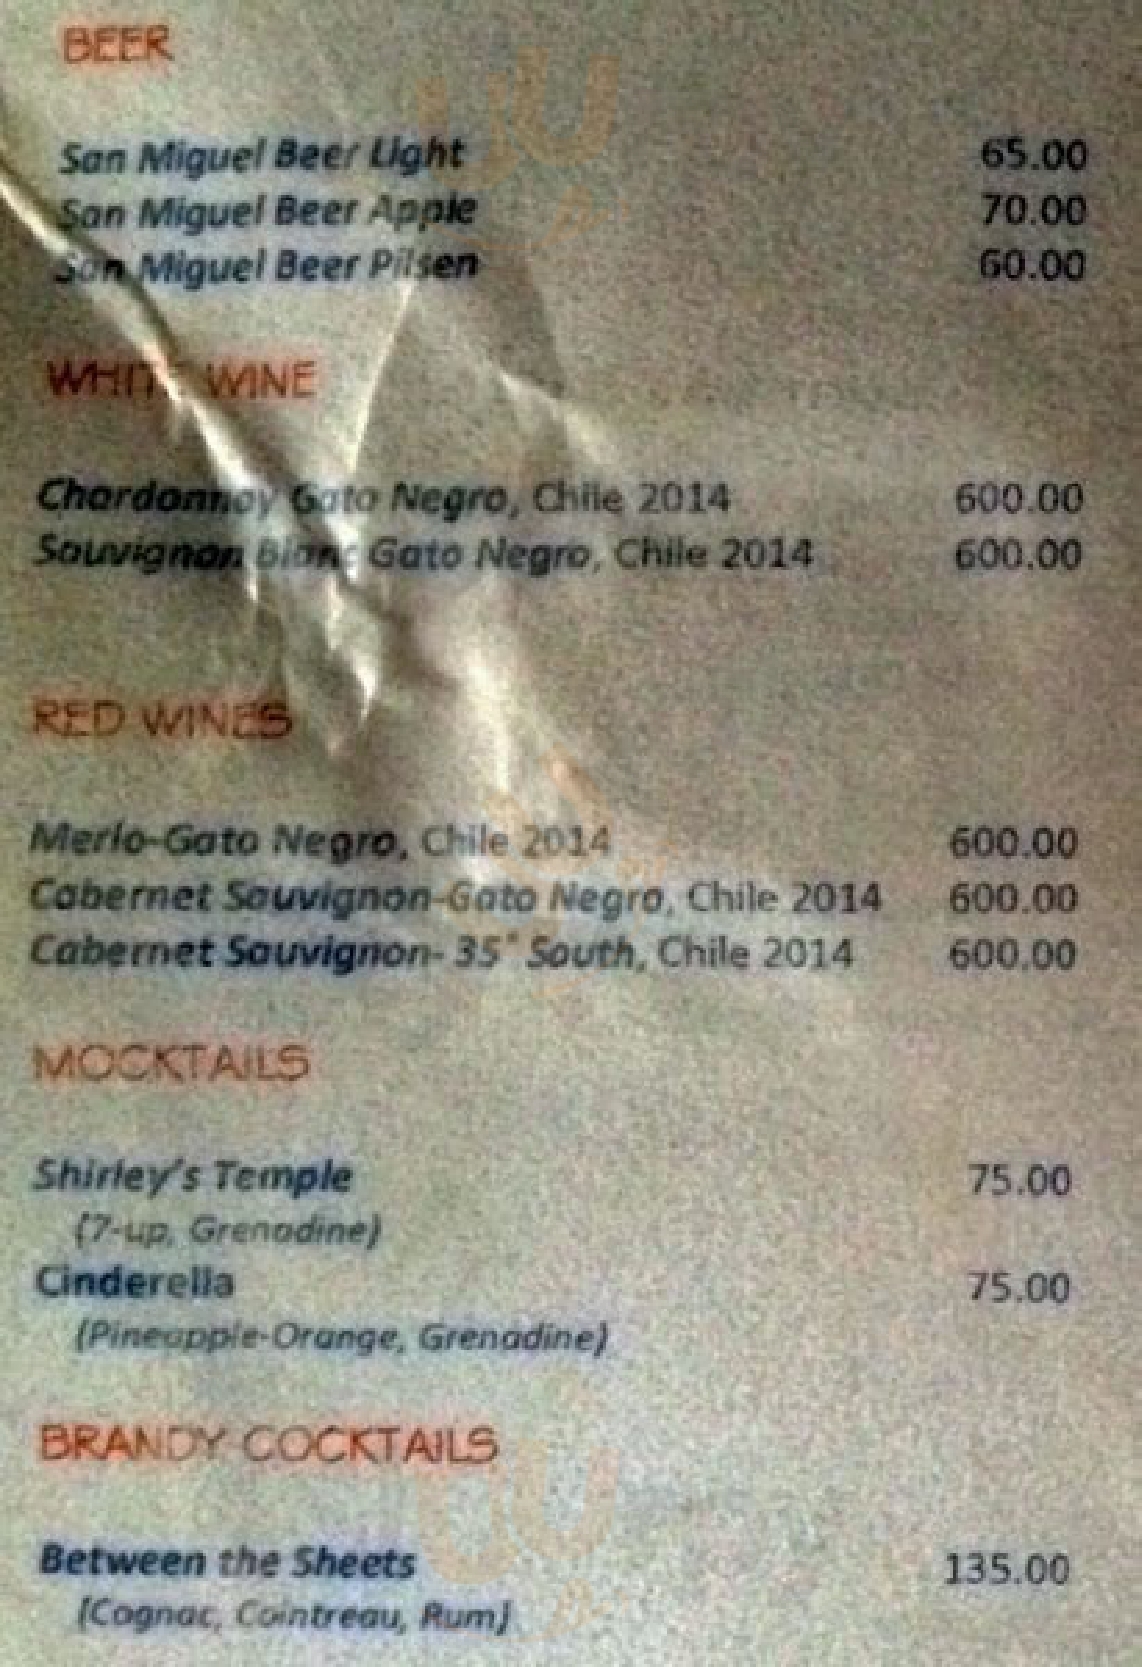 BEER
San Miguel Beer Light 65.00
San Miguel Beer Apple 70.00
San Miguel Beer Pilsen 60.00
WHITE WINE
Chardonnay Gato Negro, Chile 2014 600.00
Sauvignon Blanc Gato Negro, Chile 2014 600.00
RED WINES
Merlo-Gato Negro, Chile 2014 600.00
Cabernet Sauvignon-Gato Negro, Chile 2014 600.00
Cabernet Sauvignon- 35° South, Chile 2014 600.00
MOCKTAILS
Shirley's Temple 75.00
(7-up, Grenadine)
Cinderella 75.00
(Pineapple-Orange, Grenadine)
BRANDY COCKTAILS
Between the Sheets 135.00
(Cognac, Cointreau, Rum)